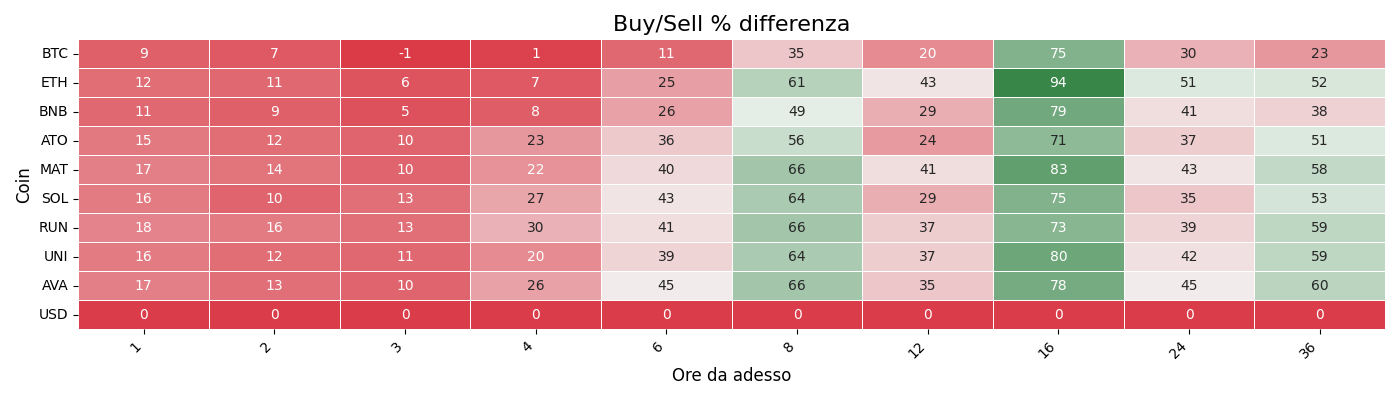 Buy/Sell % differenza
Coin
BTC 9 7 -1 1 11 35 20 75 30 23
ETH 12 11 6 7 25 61 43 94 51 52
BNB 11 9 5 8 26 49 29 79 41 38
ATO 15 12 10 23 36 56 24 71 37 51
MAT 17 14 10 22 40 66 41 83 43 58
SOL 16 10 13 27 43 64 29 75 35 53
RUN 18 16 13 30 41 66 37 73 39 59
UNI 16 12 11 20 39 64 37 80 42 59
AVA 17 13 10 26 45 66 35 78 45 60
USD 0 0 0 0 0 0 0 0 0 0
1 2 3 4 6 8 12 16 24 36
Ore da adesso